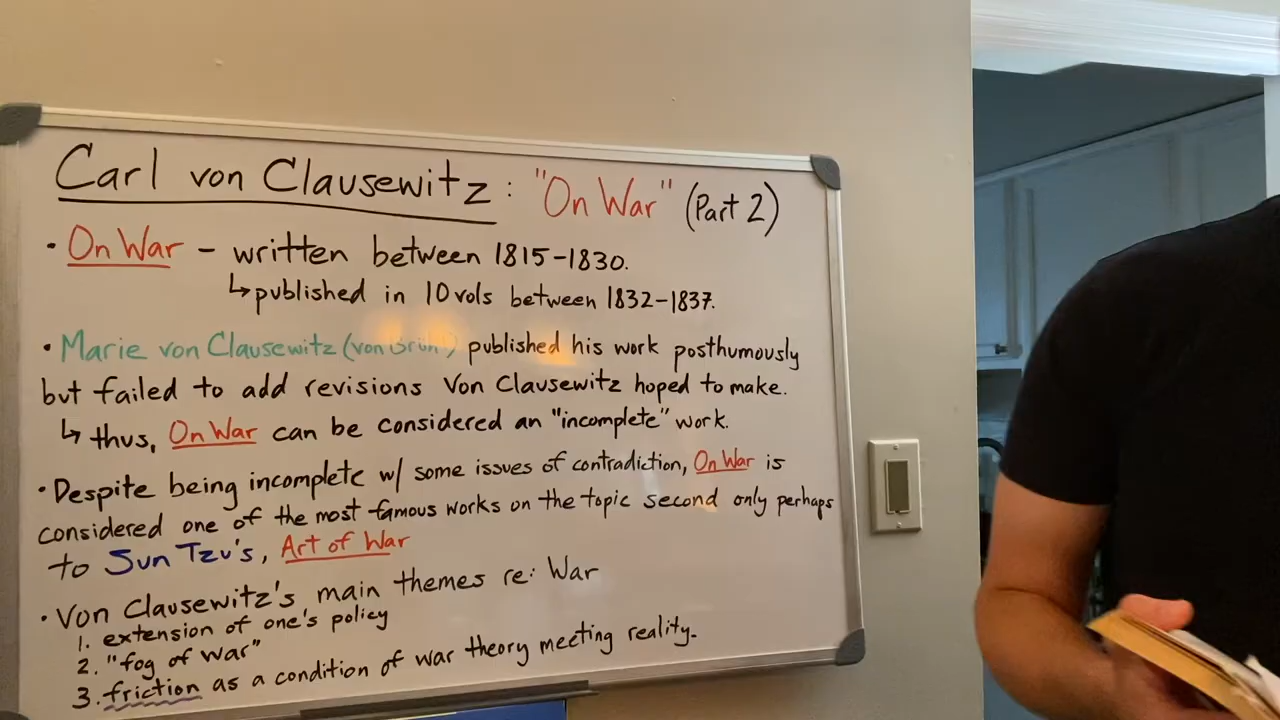 Carl von Clausewitz: "On War" (Part 2)
• On War – written between 1815–1830.
↳ published in 10 vols between 1832–1837.
• Marie von Clausewitz (von Brühl) published his work posthumously
but failed to add revisions Von Clausewitz hoped to make.
↳ thus, On War can be considered an "incomplete" work.
• Despite being incomplete w/ some issues of contradiction, On War is
considered one of the most famous works on the topic second only perhaps
to Sun Tzu's, Art of War
• Von Clausewitz's main themes re: War
1. extension of one's policy
2. "fog of war"
3. friction as a condition of war theory meeting reality.